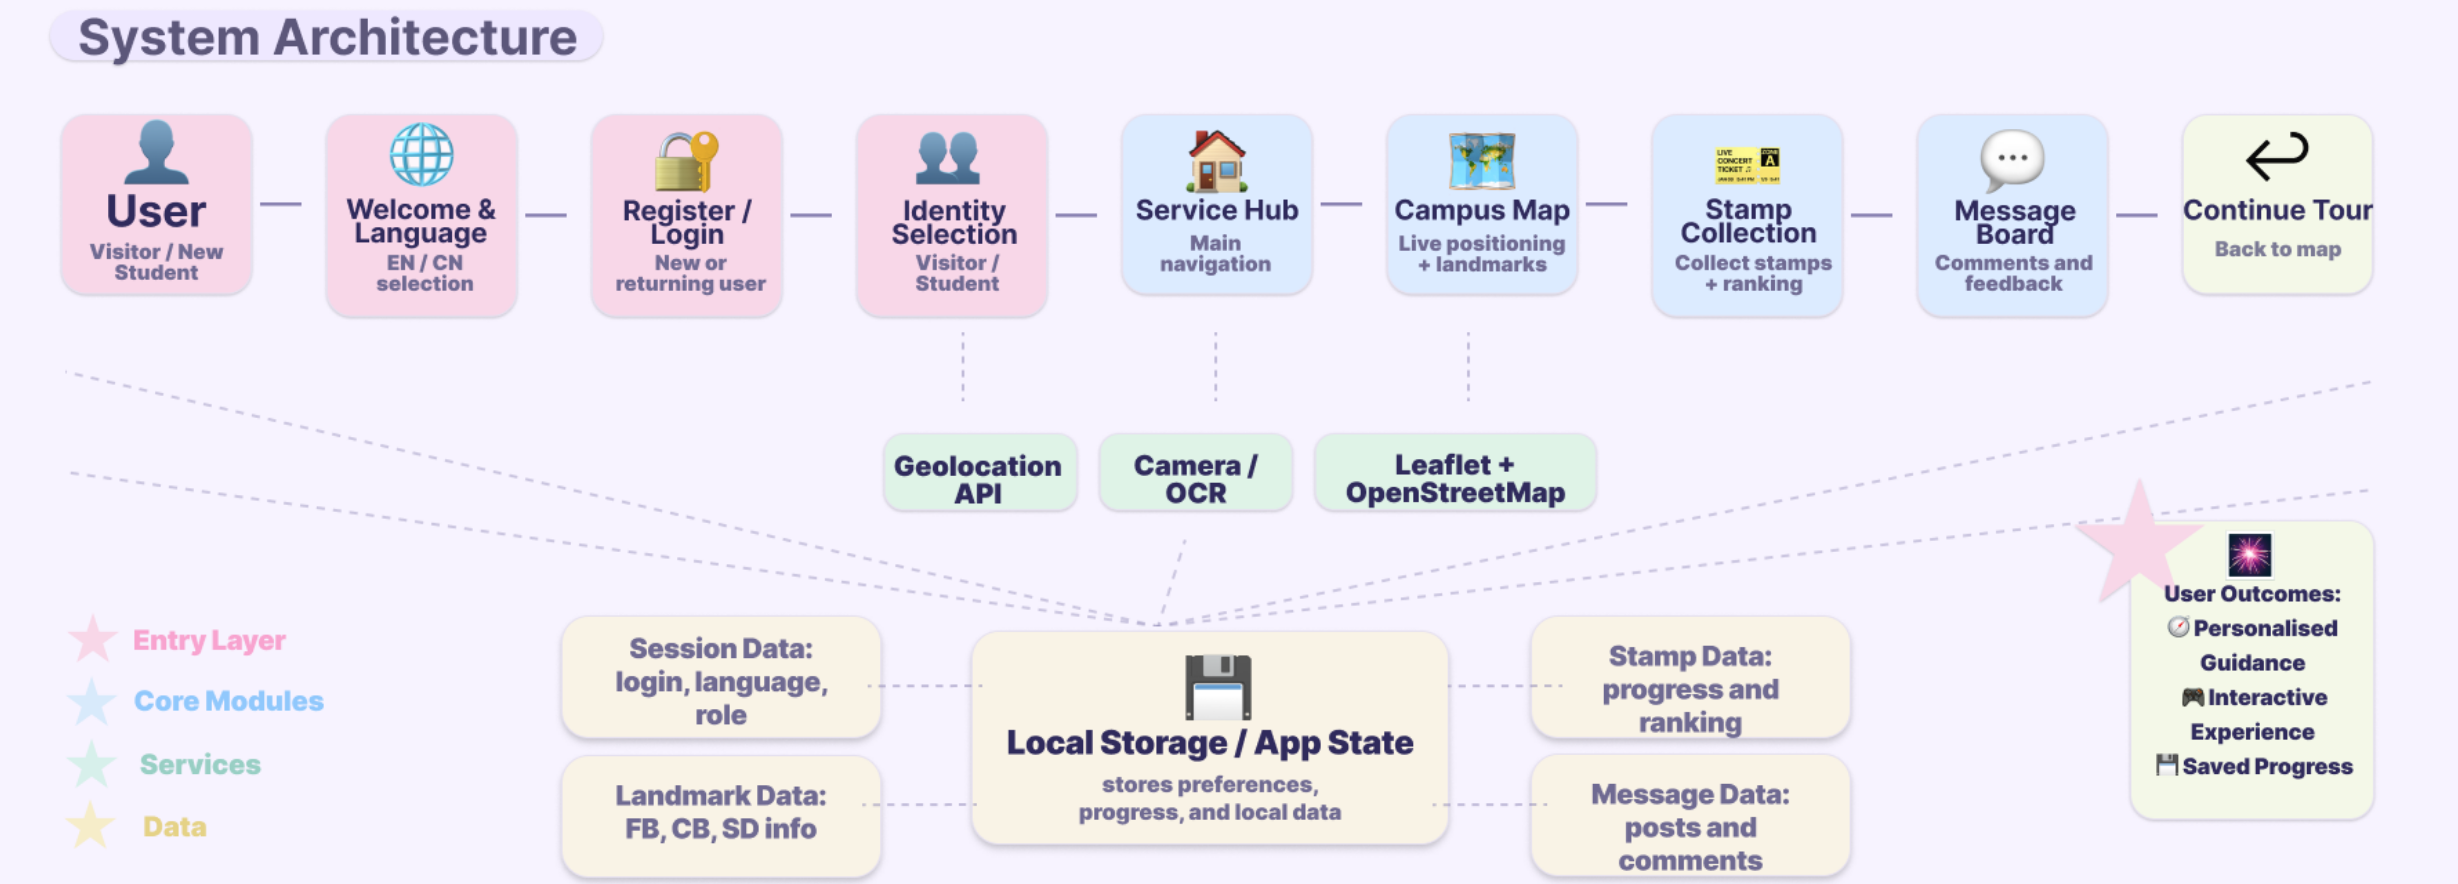 System Architecture
User
Visitor / New
Student
Welcome &
Language
EN / CN
selection
Register /
Login
New or
returning user
Identity
Selection
Visitor /
Student
Service Hub
Main
navigation
Campus Map
Live positioning
+ landmarks
LIVE
CONCERT
TICKET
ZONE
A
Stamp
Collection
Collect stamps
+ ranking
Message
Board
Comments and
feedback
Continue Tour
Back to map
Geolocation
API
Camera /
OCR
Leaflet +
OpenStreetMap
Entry Layer
Core Modules
Services
Data
Session Data:
login, language,
role
Landmark Data:
FB, CB, SD info
Local Storage / App State
stores preferences,
progress, and local data
Stamp Data:
progress and
ranking
Message Data:
posts and
comments
User Outcomes:
Personalised
Guidance
Interactive
Experience
Saved Progress